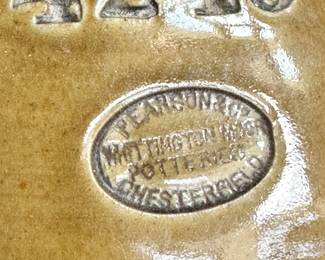 PEARSON & Co
WHITTINGTON MOOR
POTTERIES
CHESTERFIELD